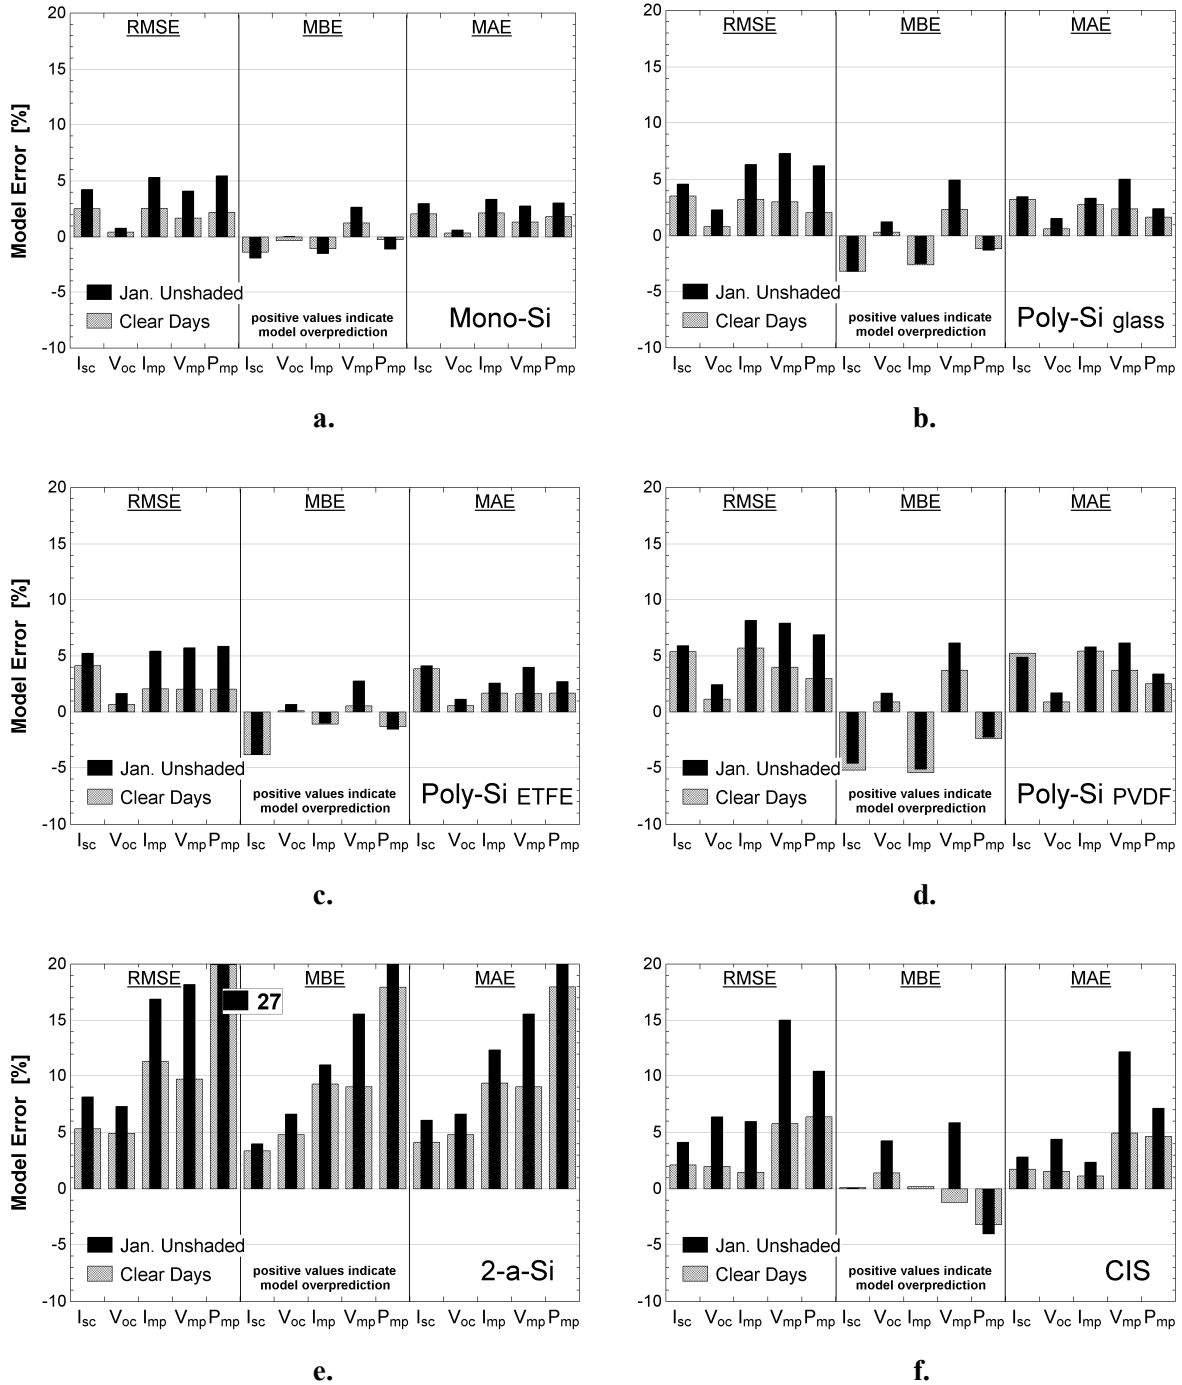 20
15
10
5
0
-5
-10
Model Error [%]
RMSE MBE MAE
Jan. Unshaded
Clear Days
positive values indicate
model overprediction
Mono-Si
Isc Voc Imp Vmp Pmp Isc Voc Imp Vmp Pmp Isc Voc Imp Vmp Pmp
a.
20
15
10
5
0
-5
-10
Model Error [%]
RMSE MBE MAE
Jan. Unshaded
Clear Days
positive values indicate
model overprediction
Poly-Si glass
Isc Voc Imp Vmp Pmp Isc Voc Imp Vmp Pmp Isc Voc Imp Vmp Pmp
b.
20
15
10
5
0
-5
-10
Model Error [%]
RMSE MBE MAE
Jan. Unshaded
Clear Days
positive values indicate
model overprediction
Poly-Si ETFE
Isc Voc Imp Vmp Pmp Isc Voc Imp Vmp Pmp Isc Voc Imp Vmp Pmp
c.
20
15
10
5
0
-5
-10
Model Error [%]
RMSE MBE MAE
Jan. Unshaded
Clear Days
positive values indicate
model overprediction
Poly-Si PVDF
Isc Voc Imp Vmp Pmp Isc Voc Imp Vmp Pmp Isc Voc Imp Vmp Pmp
d.
20
15
10
5
0
-5
-10
Model Error [%]
RMSE MBE MAE
27
Jan. Unshaded
Clear Days
positive values indicate
model overprediction
2-a-Si
Isc Voc Imp Vmp Pmp Isc Voc Imp Vmp Pmp Isc Voc Imp Vmp Pmp
e.
20
15
10
5
0
-5
-10
Model Error [%]
RMSE MBE MAE
Jan. Unshaded
Clear Days
positive values indicate
model overprediction
CIS
Isc Voc Imp Vmp Pmp Isc Voc Imp Vmp Pmp Isc Voc Imp Vmp Pmp
f.